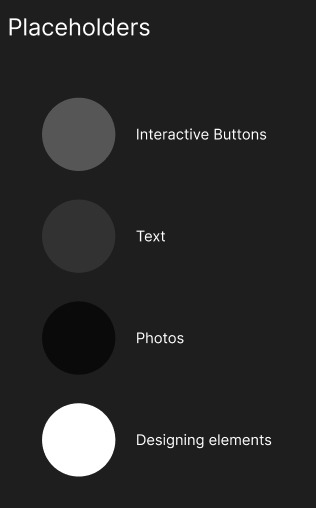 Placeholders
Interactive Buttons
Text
Photos
Designing elements